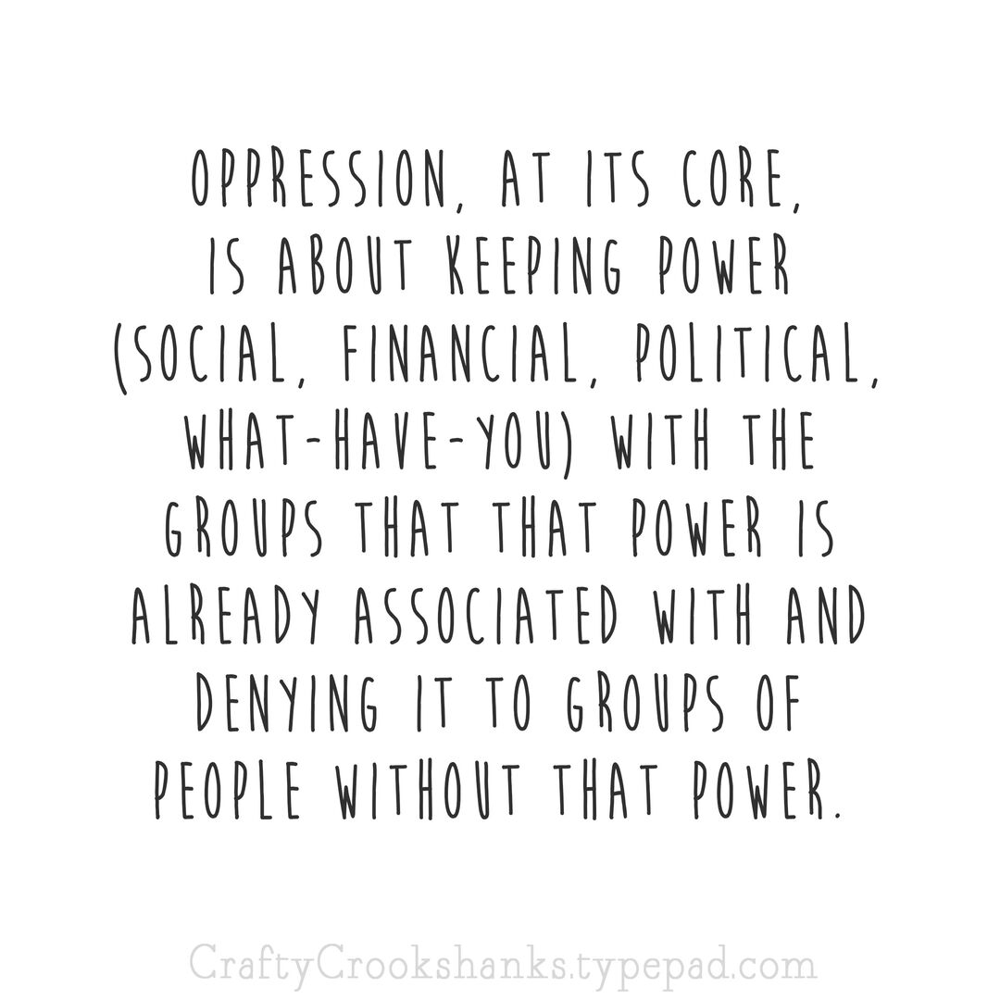 OPPRESSION, AT ITS CORE,
IS ABOUT KEEPING POWER
(SOCIAL, FINANCIAL, POLITICAL,
WHAT-HAVE-YOU) WITH THE
GROUPS THAT THAT POWER IS
ALREADY ASSOCIATED WITH AND
DENYING IT TO GROUPS OF
PEOPLE WITHOUT THAT POWER.
CraftyCrookshanks.typepad.com